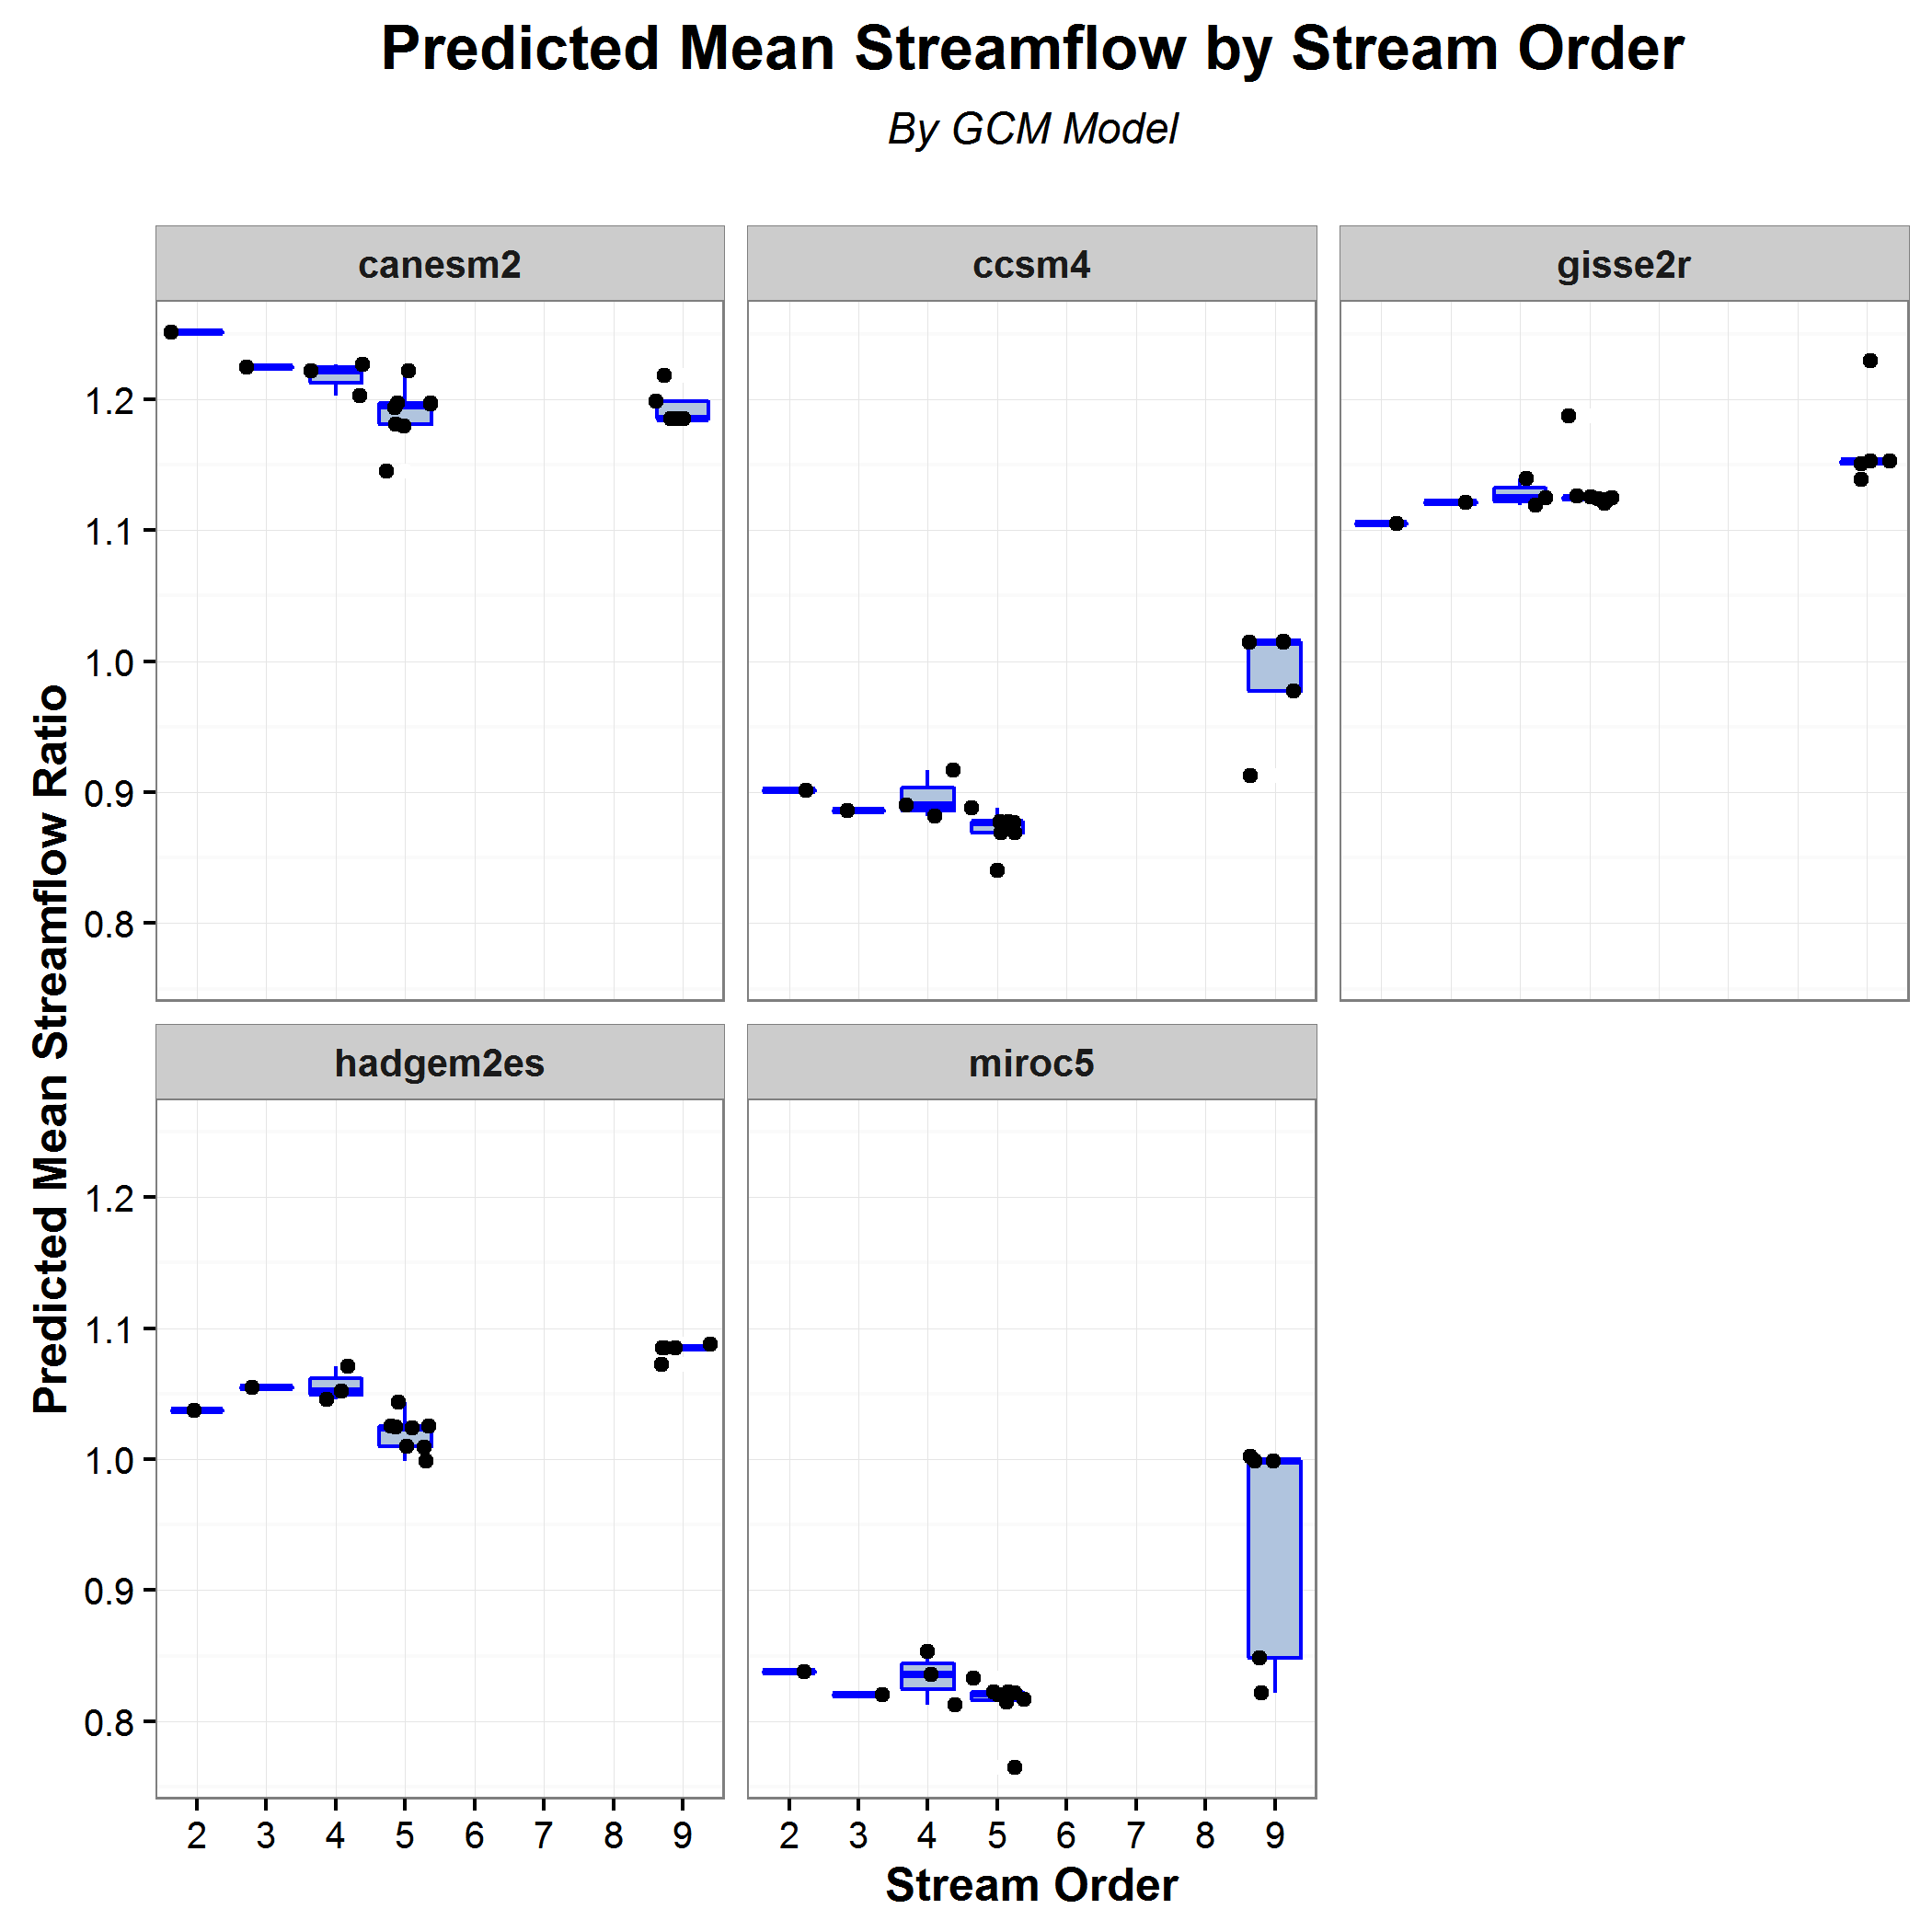 Predicted Mean Streamflow by Stream Order
By GCM Model
canesm2
ccsm4
gisse2r
1.2
1.1
1.0
0.9
0.8
Predicted Mean Streamflow Ratio
hadgem2es
miroc5
1.2
1.1
1.0
0.9
0.8
2 3 4 5 6 7 8 9
2 3 4 5 6 7 8 9
Stream Order